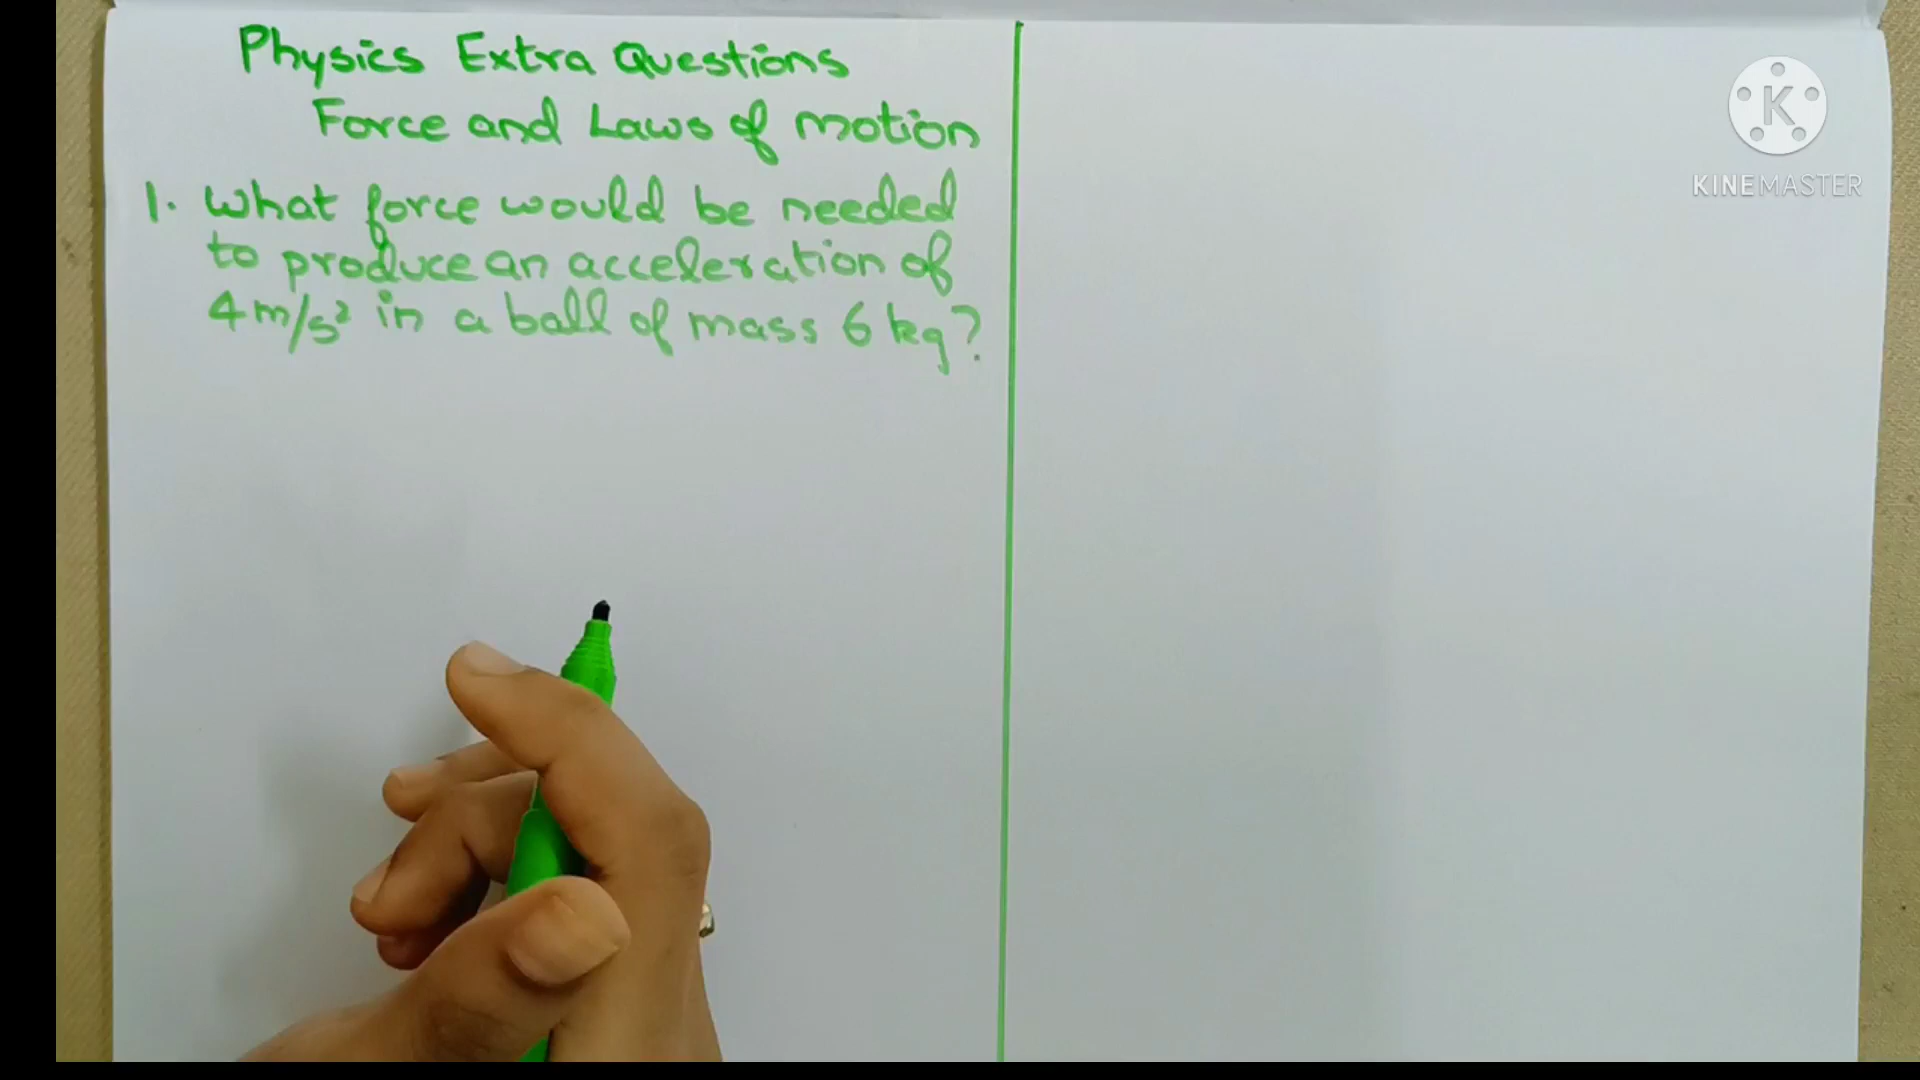 Physics Extra Questions
Force and Laws of motion
1. What force would be needed
to produce an acceleration of
4m/s² in a ball of mass 6 kg?
K
KINEMASTER